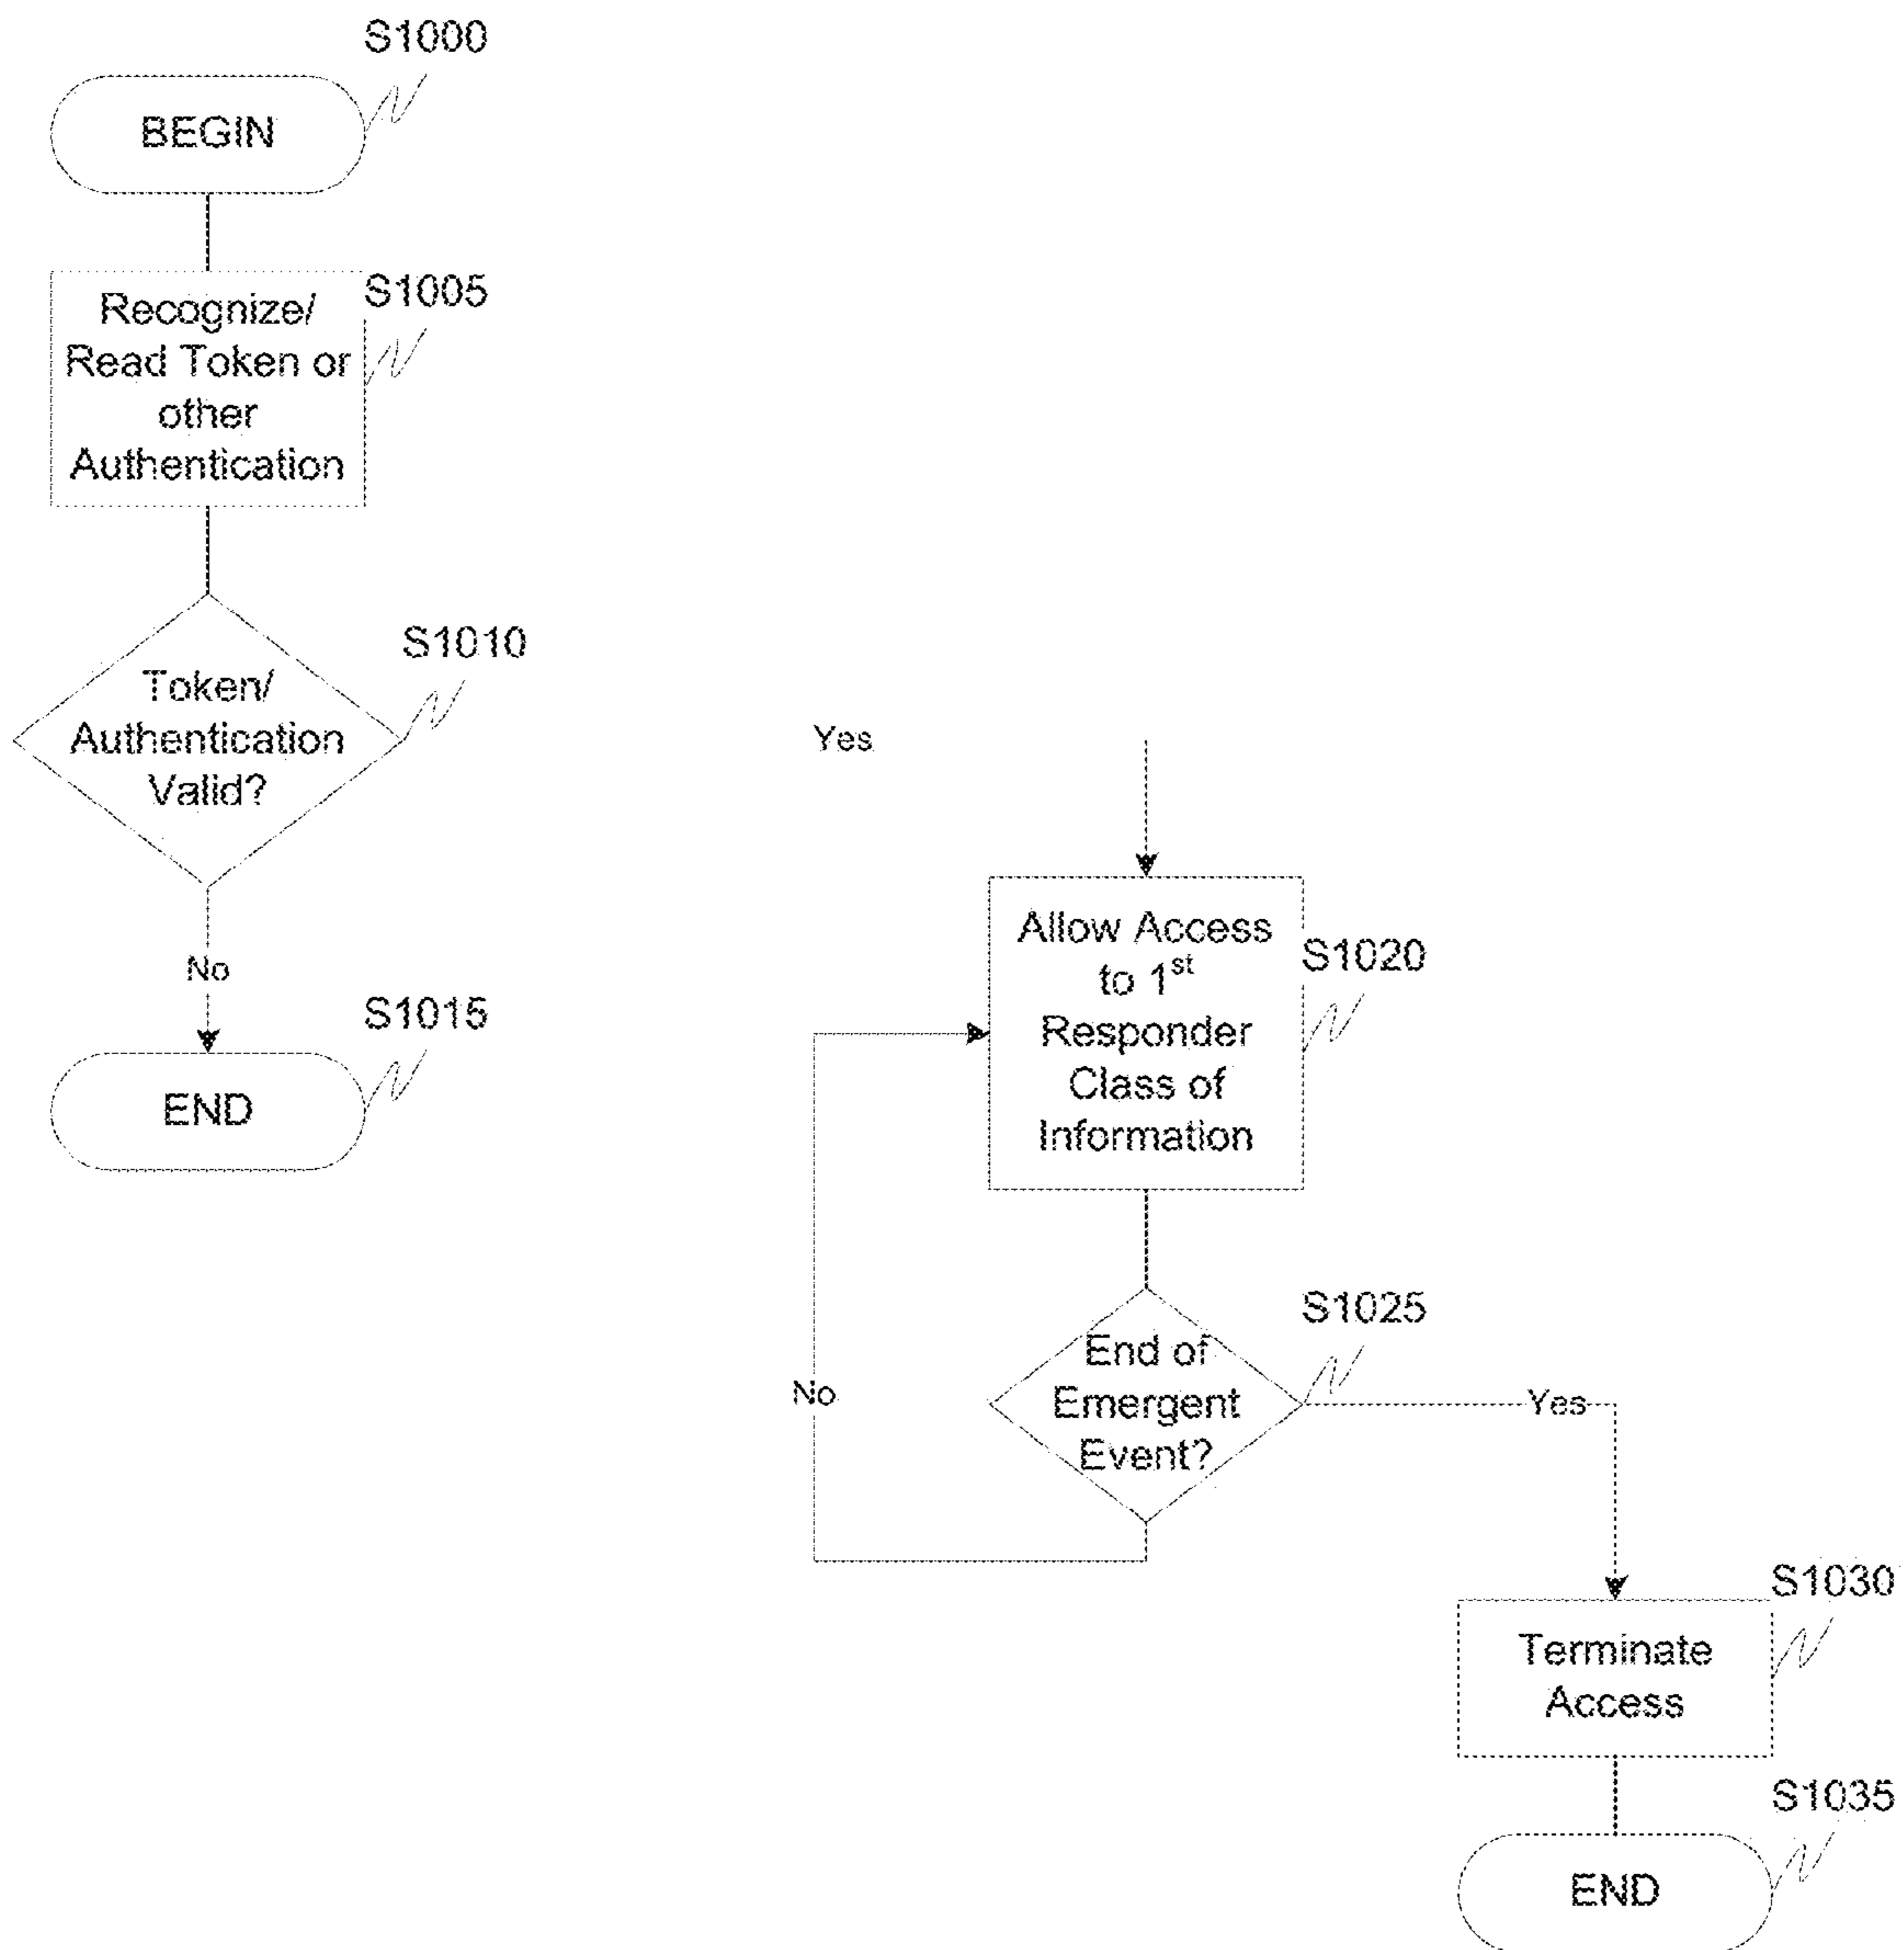 S1000
BEGIN
S1005
Recognize/
Read Token or
other
Authentication
S1010
Token/
Authentication
Valid?
Yes
No
S1015
END
S1020
Allow Access
to 1st
Responder
Class of
Information
S1025
End of
Emergent
Event?
No
Yes
S1030
Terminate
Access
S1035
END